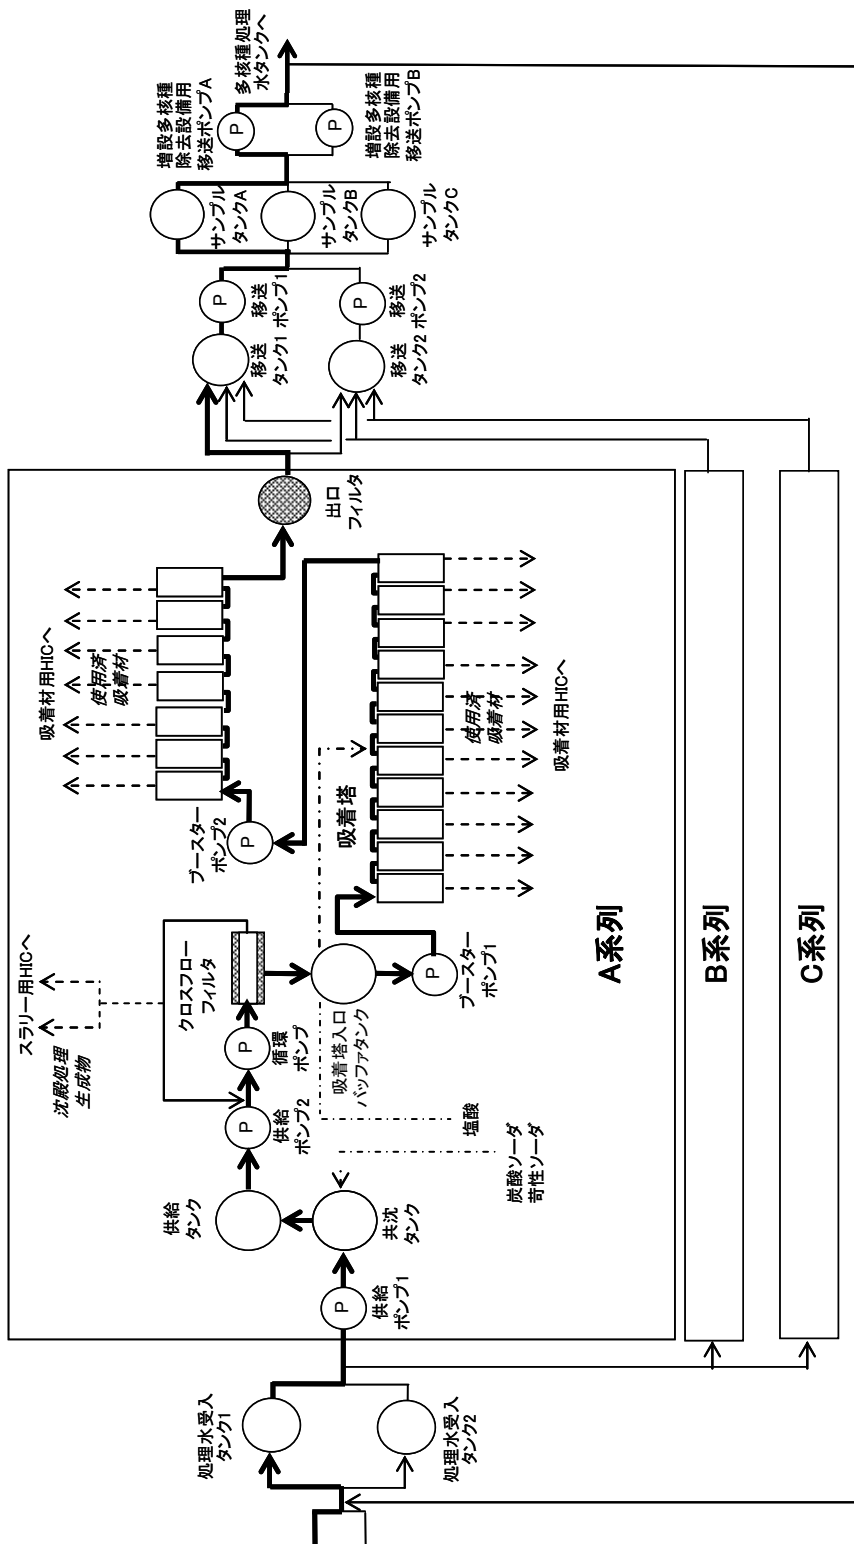 多核種処理
水タンクへ
増設多核種
除去設備用
移送ポンプA
P
P
増設多核種
除去設備用
移送ポンプB
サンプル
タンクA
サンプル
タンクB
サンプル
タンクC
P
移送
ポンプ1
移送
タンク1
P
移送
ポンプ2
移送
タンク2
出口
フィルタ
吸着材用HICへ
使用済
吸着材
使用済
吸着材
吸着材用HICへ
吸着塔
P
ブースター
ポンプ2
P
ブースター
ポンプ1
A系列
B系列
C系列
スラリー用HICへ
沈殿処理
生成物
クロスフロー
フィルタ
吸着塔入口
バッファタンク
P
循環
ポンプ
P
供給
ポンプ2
塩酸
炭酸ソーダ
苛性ソーダ
供給
タンク
共沈
タンク
P
供給
ポンプ1
処理水受入
タンク1
処理水受入
タンク2